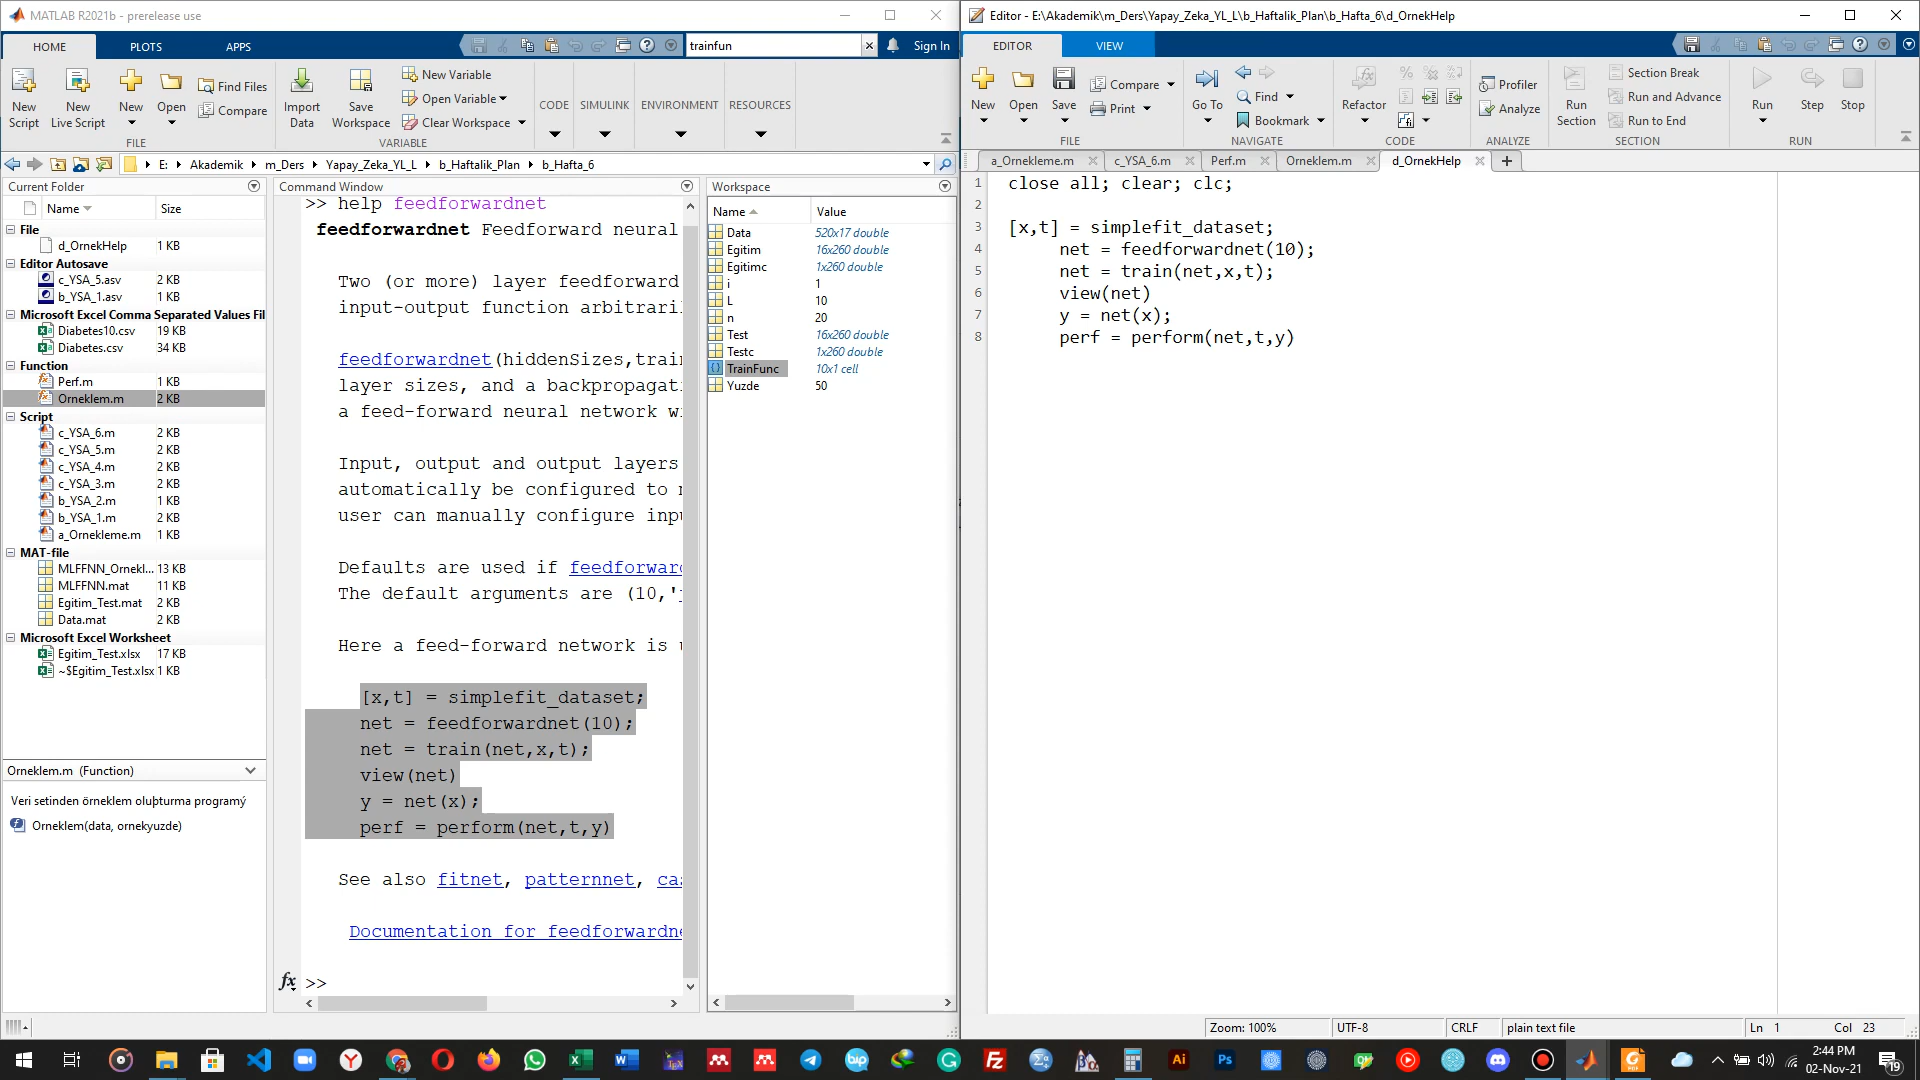 MATLAB R2021b - prerelease use
HOME
PLOTS
APPS
trainfun
Sign In
New Script
New Live Script
New
Open
Find Files
Compare
Import Data
Save Workspace
New Variable
Open Variable
Clear Workspace
CODE
SIMULINK
ENVIRONMENT
RESOURCES
FILE
VARIABLE
E:
Akademik
m_Ders
Yapay_Zeka_YL_L
b_Haftalik_Plan
b_Hafta_6
Current Folder
Name
Size
File
d_OrnekHelp 1 KB
Editor Autosave
c_YSA_5.asv 2 KB
b_YSA_1.asv 1 KB
Microsoft Excel Comma Separated Values Fil
Diabetes10.csv 19 KB
Diabetes.csv 34 KB
Function
Perf.m 1 KB
Orneklem.m 2 KB
Script
c_YSA_6.m 2 KB
c_YSA_5.m 2 KB
c_YSA_4.m 2 KB
c_YSA_3.m 2 KB
b_YSA_2.m 1 KB
b_YSA_1.m 2 KB
a_Ornekleme.m 1 KB
MAT-file
MLFFNN_Ornekl... 13 KB
MLFFNN.mat 11 KB
Egitim_Test.mat 2 KB
Data.mat 2 KB
Microsoft Excel Worksheet
Egitim_Test.xlsx 17 KB
~$Egitim_Test.xlsx 1 KB
Orneklem.m (Function)
Veri setinden örneklem oluþturma programý
Orneklem(data, ornekyuzde)
Command Window
>> help feedforwardnet
feedforwardnet Feedforward neural
Two (or more) layer feedforward
input-output function arbitrari
feedforwardnet(hiddenSizes,train
layer sizes, and a backpropagati
a feed-forward neural network wi
Input, output and output layers
automatically be configured to m
user can manually configure inpu
Defaults are used if feedforward
The default arguments are (10,'
Here a feed-forward network is u
[x,t] = simplefit_dataset;
net = feedforwardnet(10);
net = train(net,x,t);
view(net)
y = net(x);
perf = perform(net,t,y)
See also fitnet, patternnet, cas
Documentation for feedforwardne
fx >>
Workspace
Name Value
Data 520x17 double
Egitim 16x260 double
Egitimc 1x260 double
i 1
L 10
n 20
Test 16x260 double
Testc 1x260 double
TrainFunc 10x1 cell
Yuzde 50
Editor - E:\Akademik\m_Ders\Yapay_Zeka_YL_L\b_Haftalik_Plan\b_Hafta_6\d_OrnekHelp
EDITOR
VIEW
New
Open
Save
Compare
Print
Go To
Find
Bookmark
Refactor
Profiler
Analyze
Run Section
Section Break
Run and Advance
Run to End
Run
Step
Stop
FILE
NAVIGATE
CODE
ANALYZE
SECTION
RUN
a_Ornekleme.m
c_YSA_6.m
Perf.m
Orneklem.m
d_OrnekHelp
1 close all; clear; clc;
2
3 [x,t] = simplefit_dataset;
4 net = feedforwardnet(10);
5 net = train(net,x,t);
6 view(net)
7 y = net(x);
8 perf = perform(net,t,y)
Zoom: 100%
UTF-8
CRLF
plain text file
Ln 1 Col 23
2:44 PM
02-Nov-21
19